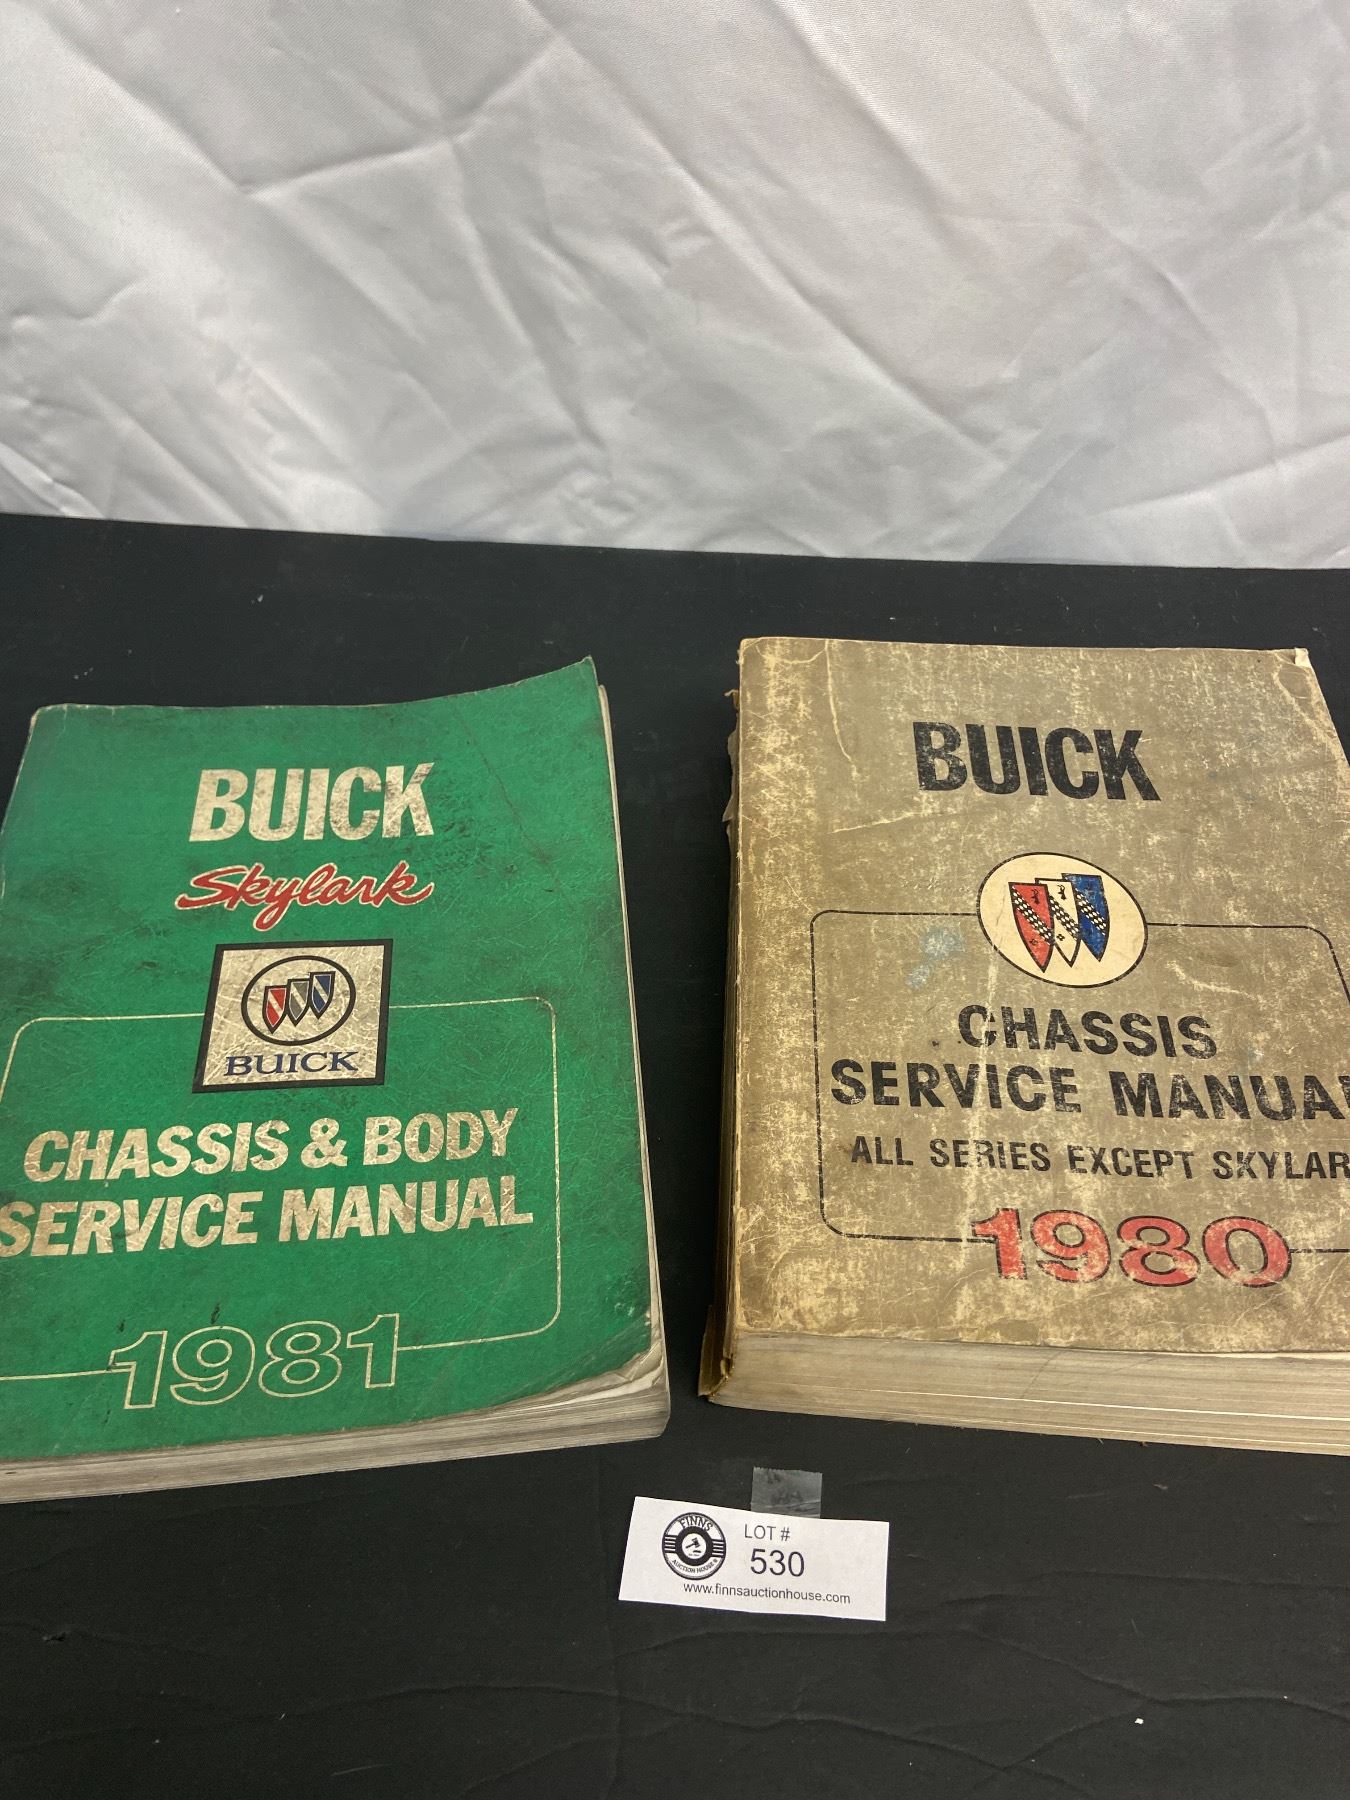 BUICK
Skylark
BUICK
CHASSIS & BODY
SERVICE MANUAL
1981
BUICK
CHASSIS
SERVICE MANUAL
ALL SERIES EXCEPT SKYLAR
1980
FINNS
AUCTION HOUSE
LOT #
530
www.finnsauctionhouse.com